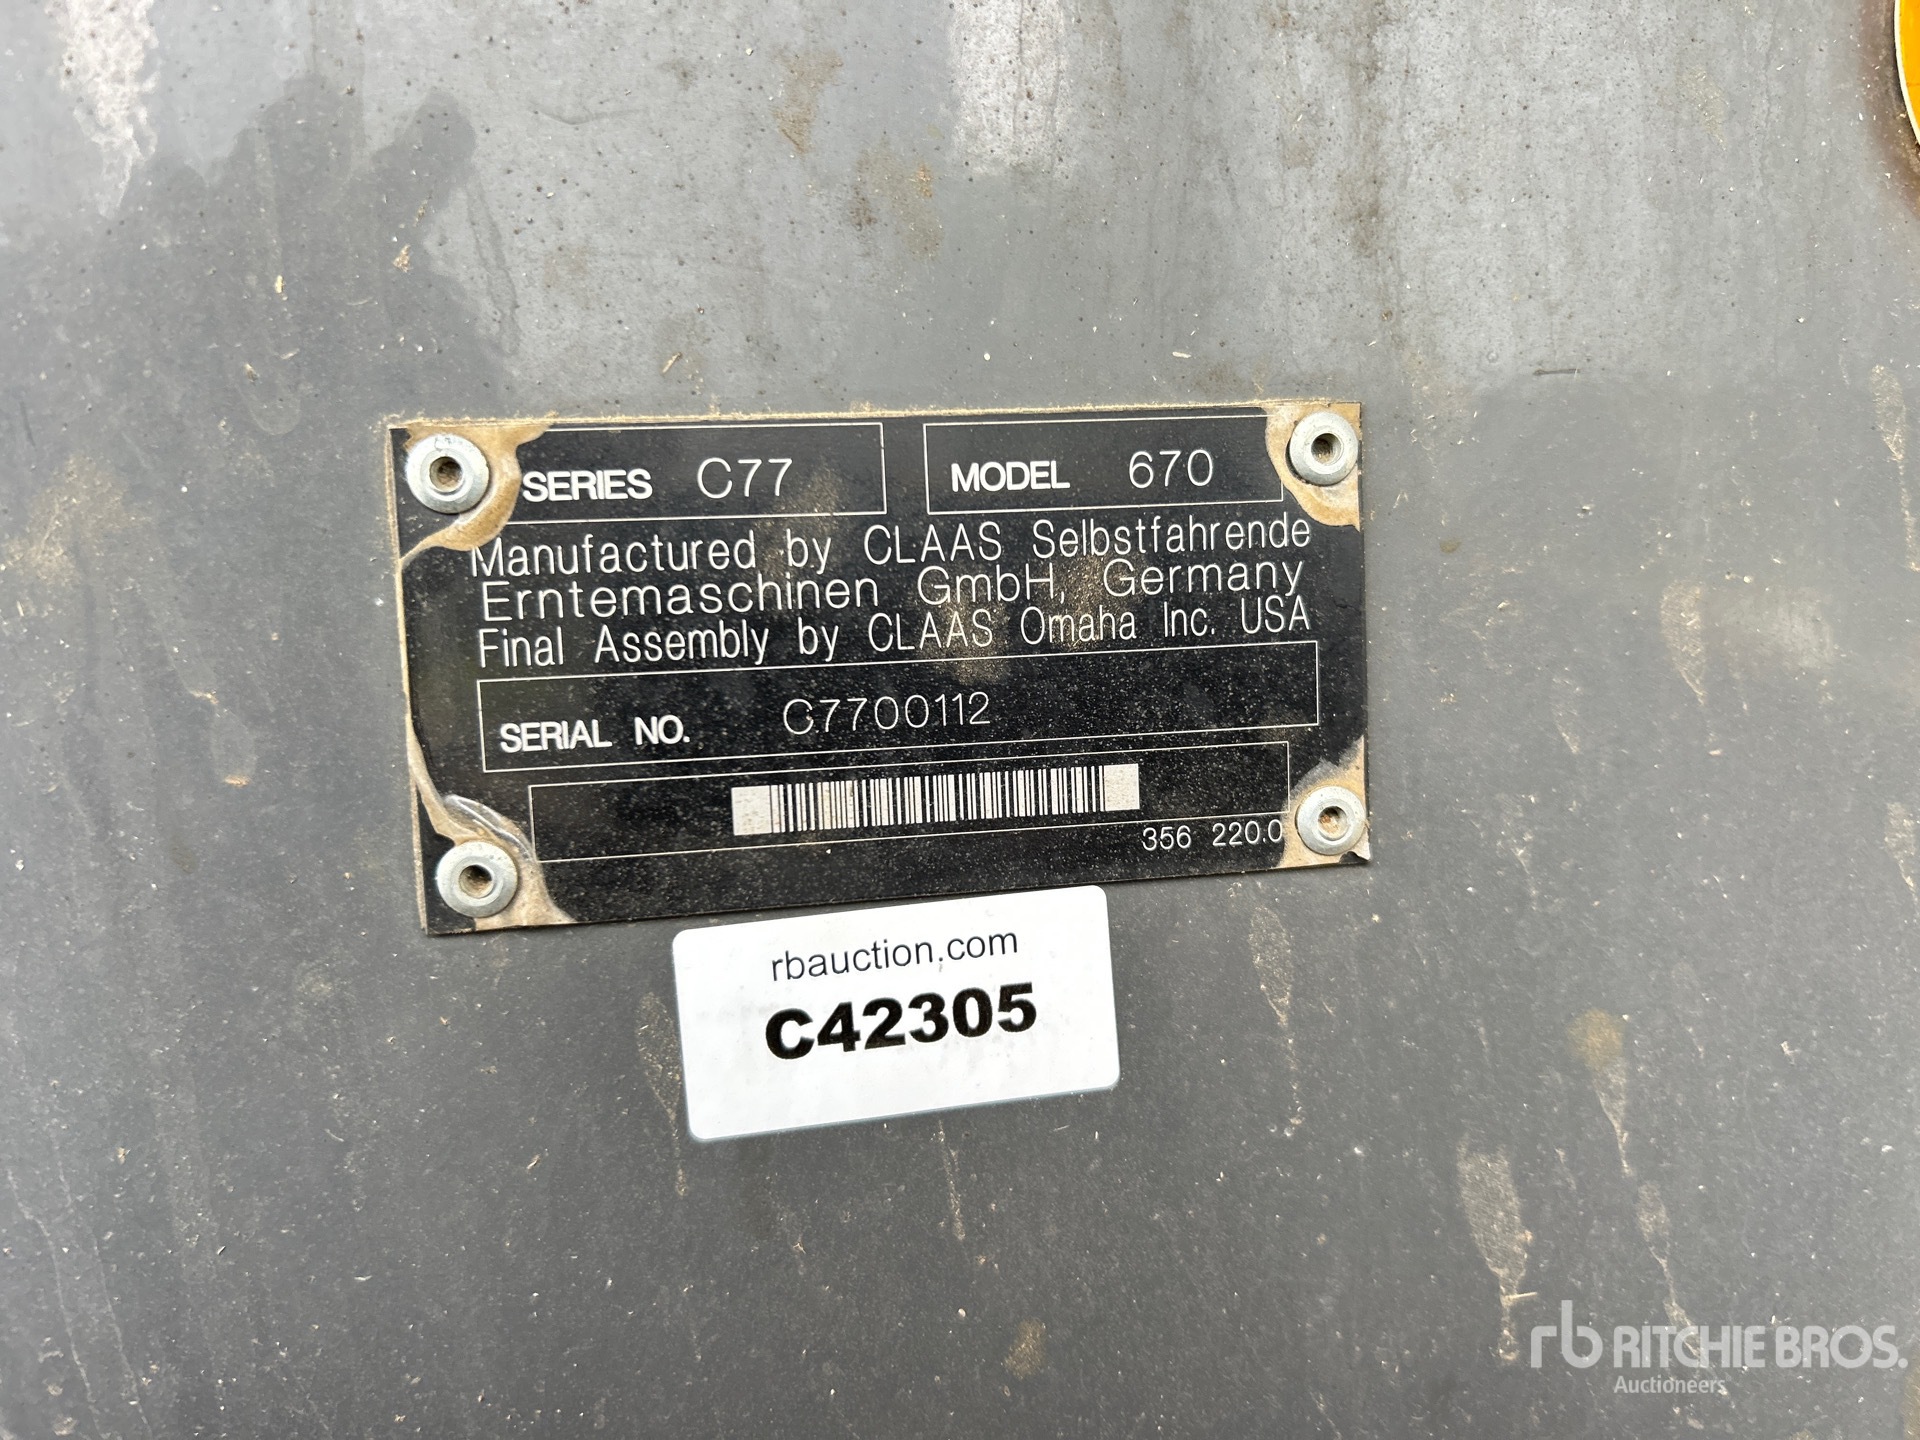 SERIES C77 MODEL 670
Manufactured by CLAAS Selbstfahrende
Erntemaschinen GmbH, Germany
Final Assembly by CLAAS Omaha Inc. USA
SERIAL NO. C7700112
356 220.0
rbauction.com
C42305
rb RITCHIE BROS.
Auctioneers